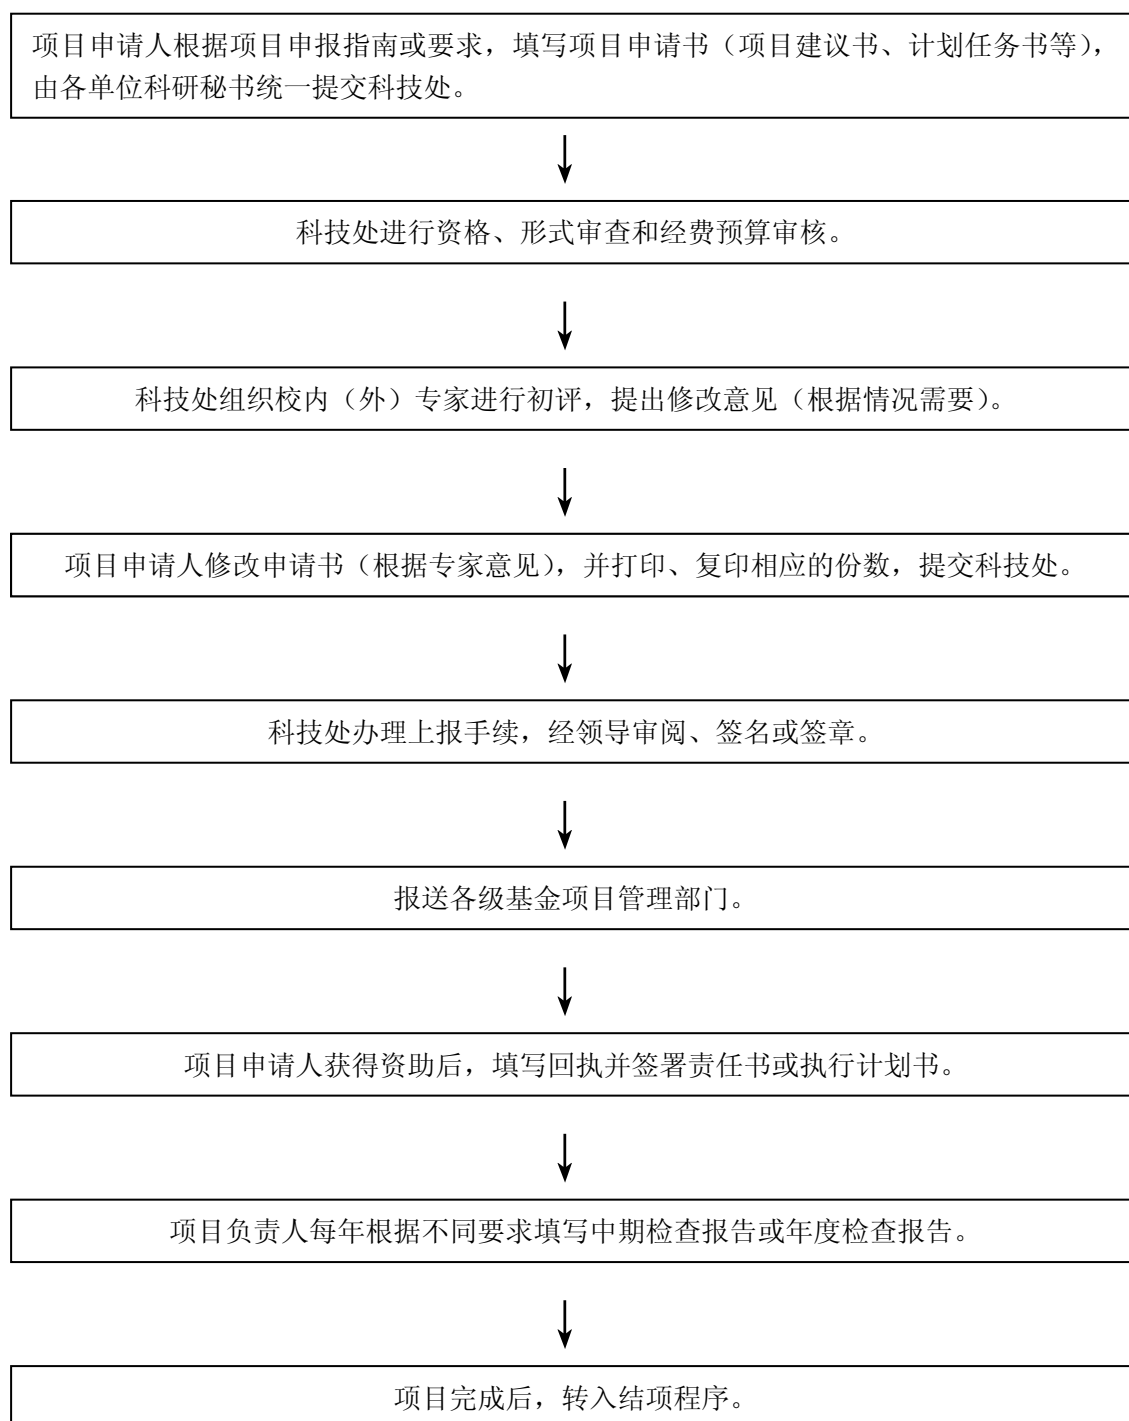 项目申请人根据项目申报指南或要求，填写项目申请书（项目建议书、计划任务书等），
由各单位科研秘书统一提交科技处。
科技处进行资格、形式审查和经费预算审核。
科技处组织校内（外）专家进行初评，提出修改意见（根据情况需要）。
项目申请人修改申请书（根据专家意见），并打印、复印相应的份数，提交科技处。
科技处办理上报手续，经领导审阅、签名或签章。
报送各级基金项目管理部门。
项目申请人获得资助后，填写回执并签署责任书或执行计划书。
项目负责人每年根据不同要求填写中期检查报告或年度检查报告。
项目完成后，转入结项程序。